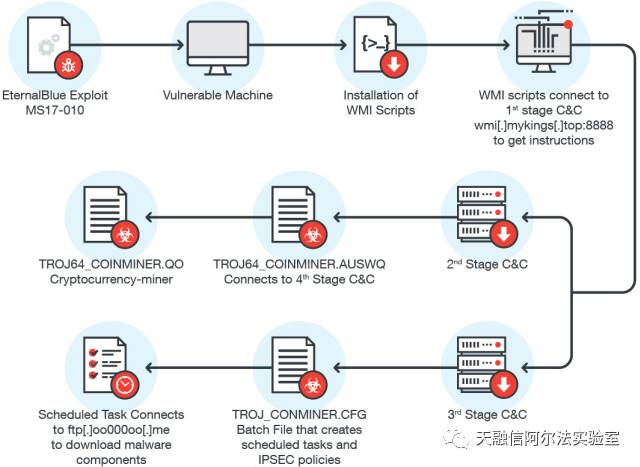 EternalBlue Exploit
MS17-010
Vulnerable Machine
{>_}
Installation of
WMI Scripts
WMI scripts connect to
1st stage C&C
wmi[.]mykings[.]top:8888
to get instructions
TROJ64_COINMINER.QO
Cryptocurrency-miner
TROJ64_COINMINER.AUSWQ
Connects to 4th Stage C&C
2nd Stage C&C
Scheduled Task Connects
to ftp[.]oo000oo[.]me
to download malware
components
TROJ_CONMINER.CFG
Batch File that creates
scheduled tasks and
IPSEC policies
3rd Stage C&C
天融信阿尔法实验室